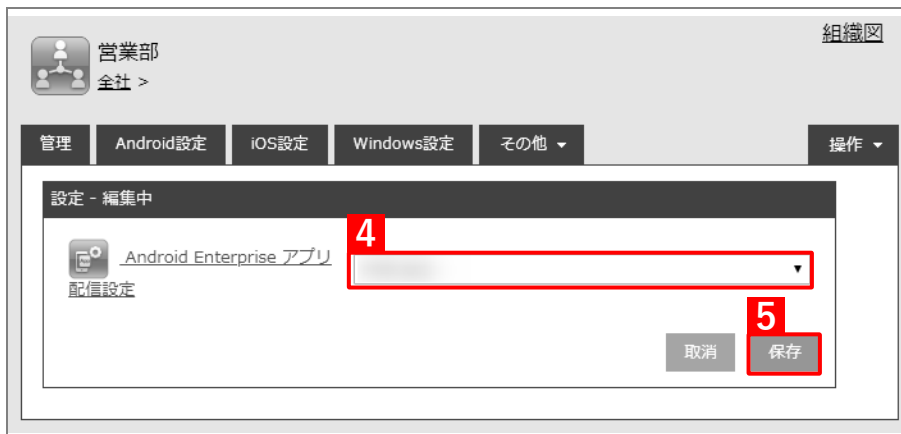 組織図
営業部
全社 >
管理 Android設定 iOS設定 Windows設定 その他 ▼ 操作 ▼
設定 - 編集中
4
Android Enterprise アプリ
配信設定
5
取消 保存